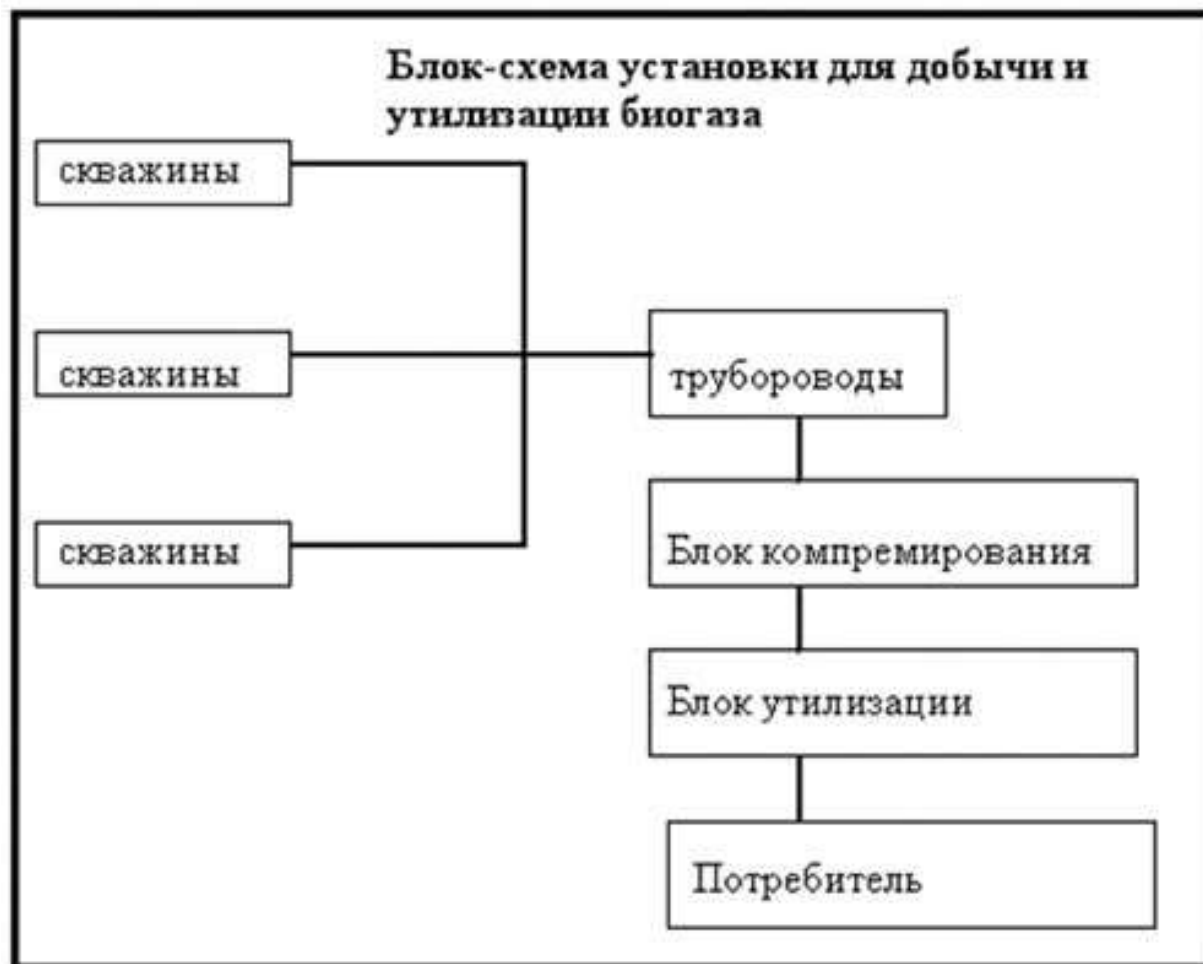 Блок-схема установки для добычи и
утилизации биогаза
скважины
скважины
скважины
трубороводы
Блок компремирования
Блок утилизации
Потребитель